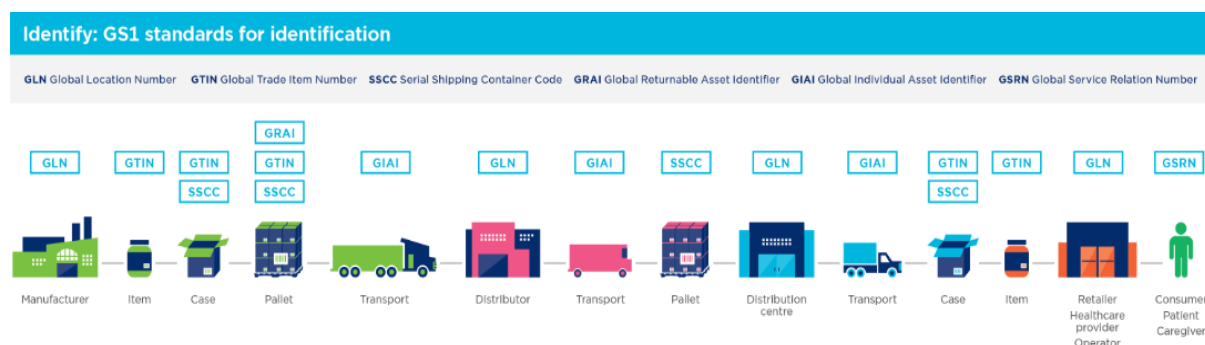 Identify: GS1 standards for identification
GLN Global Location Number GTIN Global Trade Item Number SSCC Serial Shipping Container Code GRAI Global Returnable Asset Identifier GIAI Global Individual Asset Identifier GSRN Global Service Relation Number
GRAI
GLN GTIN GTIN GTIN GIAI GLN GIAI SSCC GLN GIAI GTIN GTIN GLN GSRN
SSCC SSCC SSCC
Manufacturer Item Case Pallet Transport Distributor Transport Pallet Distribution Transport Case Item Retailer Consumer
centre Healthcare Patient
provider Caregiver
Operator